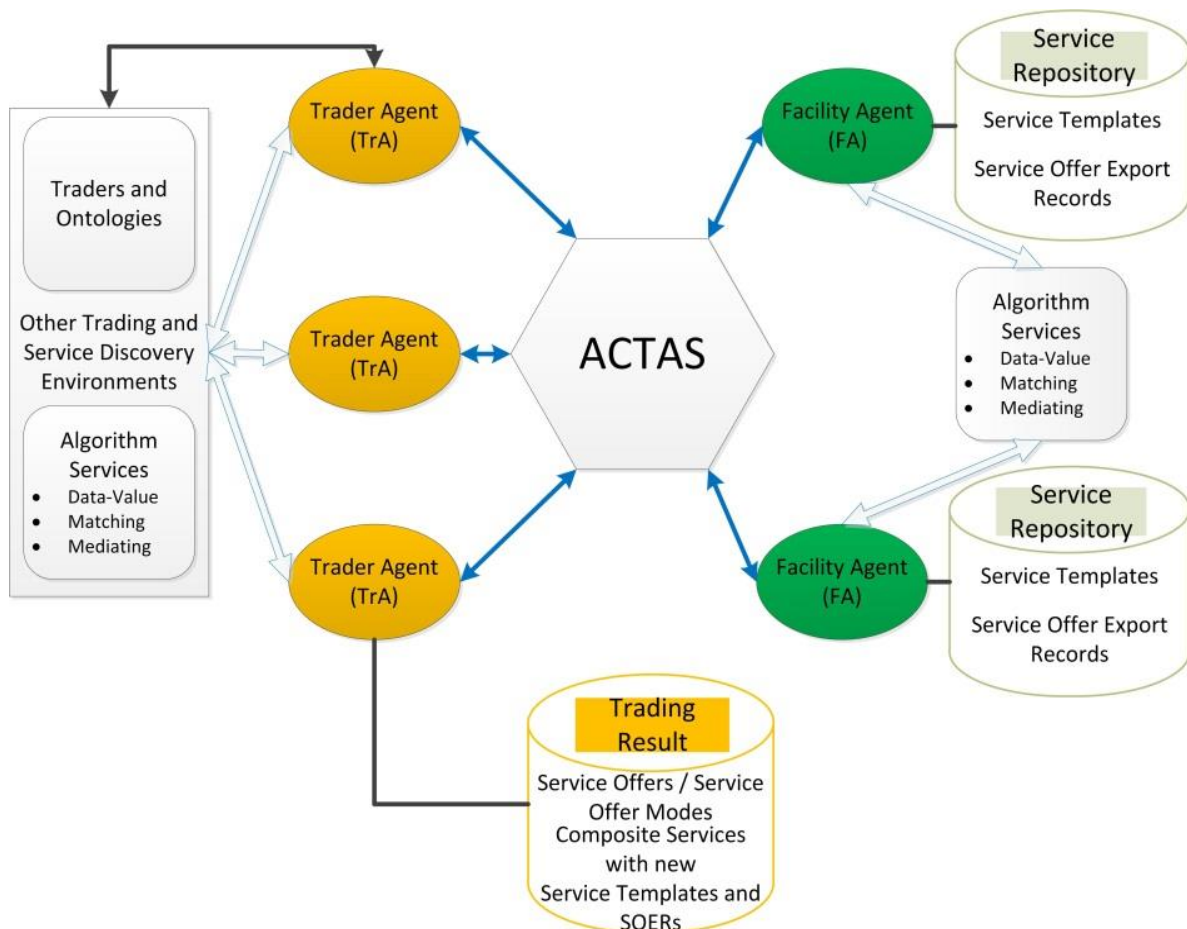 Traders and
Ontologies
Other Trading and
Service Discovery
Environments
Algorithm
Services
• Data-Value
• Matching
• Mediating
Trader Agent
(TrA)
Trader Agent
(TrA)
Trader Agent
(TrA)
ACTAS
Facility Agent
(FA)
Service
Repository
Service Templates
Service Offer Export
Records
Algorithm
Services
• Data-Value
• Matching
• Mediating
Facility Agent
(FA)
Service
Repository
Service Templates
Service Offer Export
Records
Trading
Result
Service Offers / Service
Offer Modes
Composite Services
with new
Service Templates and
SOERs